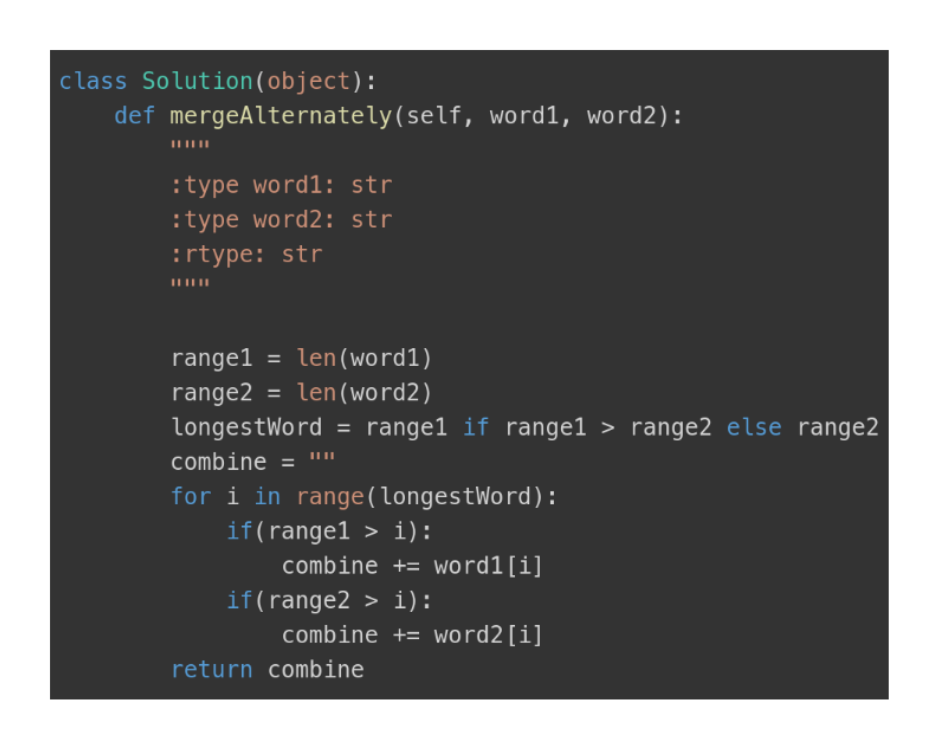 class Solution(object):
    def mergeAlternately(self, word1, word2):
        """
        :type word1: str
        :type word2: str
        :rtype: str
        """

        range1 = len(word1)
        range2 = len(word2)
        longestWord = range1 if range1 > range2 else range2
        combine = ""
        for i in range(longestWord):
            if(range1 > i):
                combine += word1[i]
            if(range2 > i):
                combine += word2[i]
        return combine